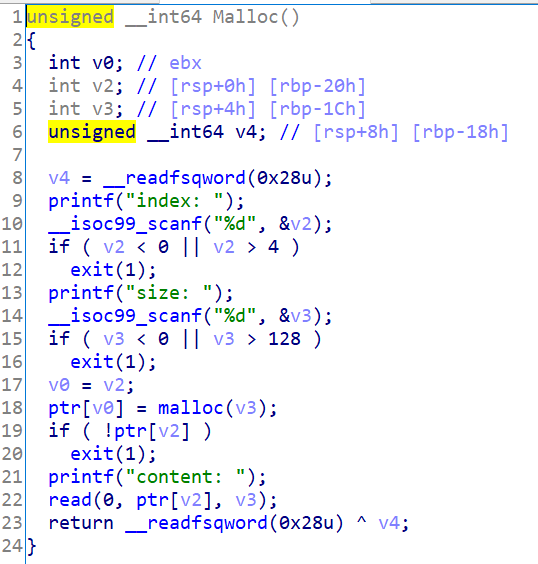 1 unsigned __int64 Malloc()
2 {
3   int v0; // ebx
4   int v2; // [rsp+0h] [rbp-20h]
5   int v3; // [rsp+4h] [rbp-1Ch]
6   unsigned __int64 v4; // [rsp+8h] [rbp-18h]
7
8   v4 = __readfsqword(0x28u);
9   printf("index: ");
10   __isoc99_scanf("%d", &v2);
11   if ( v2 < 0 || v2 > 4 )
12     exit(1);
13   printf("size: ");
14   __isoc99_scanf("%d", &v3);
15   if ( v3 < 0 || v3 > 128 )
16     exit(1);
17   v0 = v2;
18   ptr[v0] = malloc(v3);
19   if ( !ptr[v2] )
20     exit(1);
21   printf("content: ");
22   read(0, ptr[v2], v3);
23   return __readfsqword(0x28u) ^ v4;
24 }